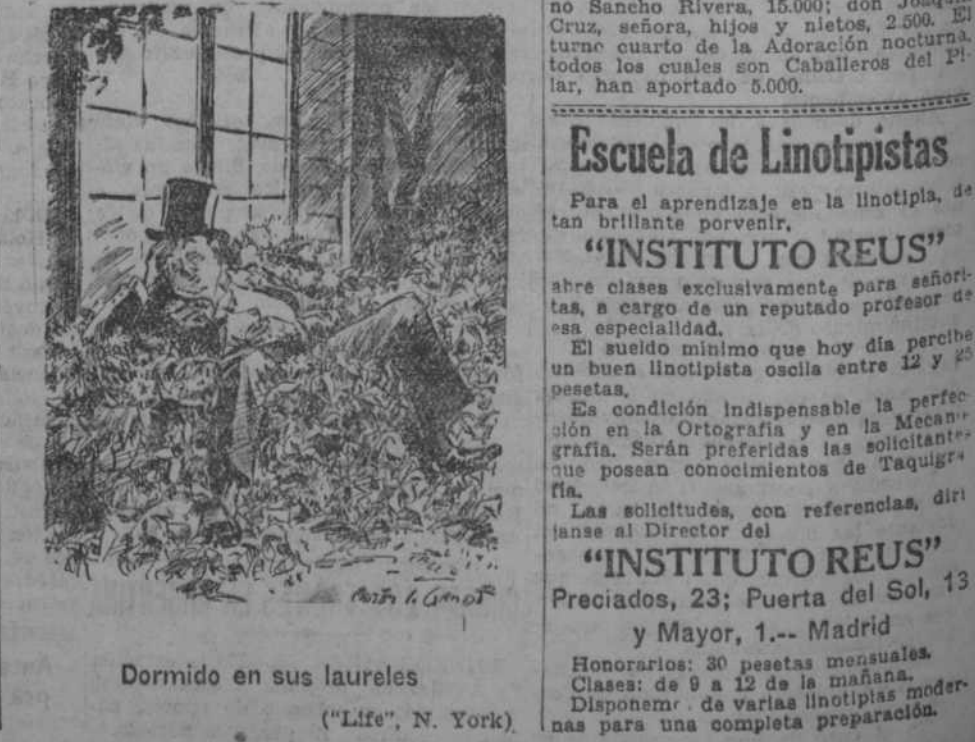 Dormido en sus laureles
("Life", N. York)
no Sancho Rivera, 15.000; don
Cruz, señora, hijos y nietos, 2.500. El
turno cuarto de la Adoración nocturna,
todos los cuales son Caballeros del Pi-
lar, han aportado 5.000.
Escuela de Linotipistas
Para el aprendizaje en la linotipia, de
tan brillante porvenir,
"INSTITUTO REUS"
abre clases exclusivamente para señori-
tas, a cargo de un reputado profesor de
esa especialidad.
El sueldo mínimo que hoy día percibe
un buen linotipista oscila entre 12 y 25
pesetas.
Es condición indispensable la perfec-
ción en la Ortografía y en la Mecano-
grafía. Serán preferidas las solicitantes
que posean conocimientos de Taquigra-
fía.
Las solicitudes, con referencias, diri
janse al Director del
"INSTITUTO REUS"
Preciados, 23; Puerta del Sol, 13
y Mayor, 1.-- Madrid
Honorarios: 30 pesetas mensuales.
Clases: de 9 a 12 de la mañana.
de varias linotipias moder-
nas para una completa preparación.